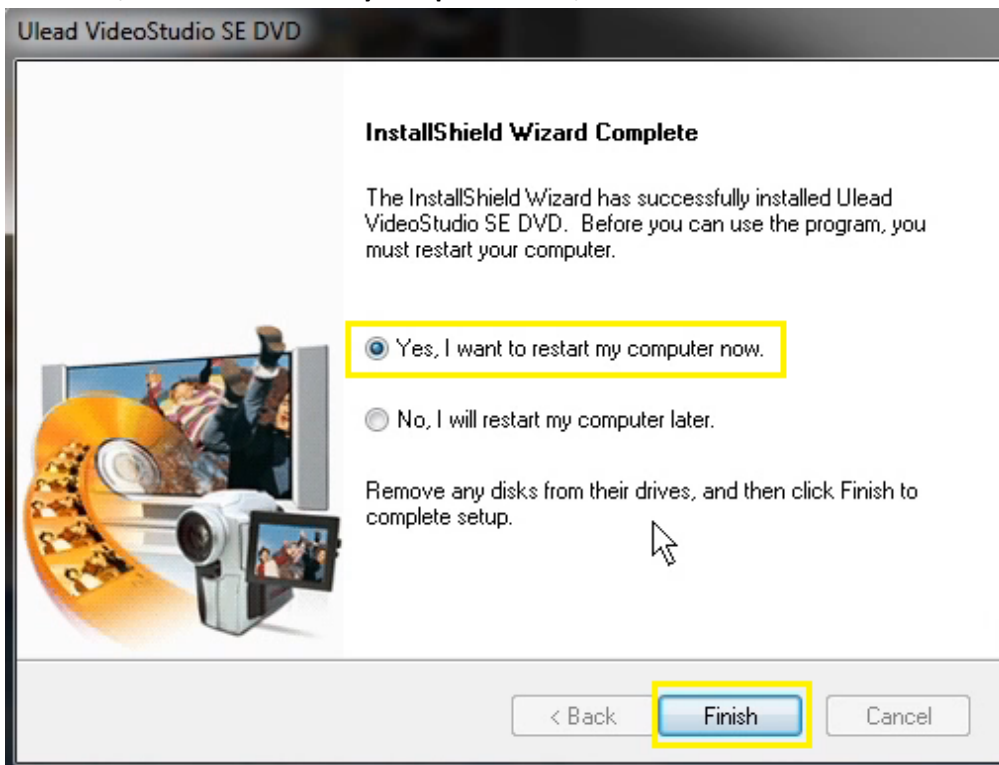 Ulead VideoStudio SE DVD
InstallShield Wizard Complete
The InstallShield Wizard has successfully installed Ulead
VideoStudio SE DVD.  Before you can use the program, you
must restart your computer.
Yes, I want to restart my computer now.
No, I will restart my computer later.
Remove any disks from their drives, and then click Finish to
complete setup.
< Back Finish Cancel